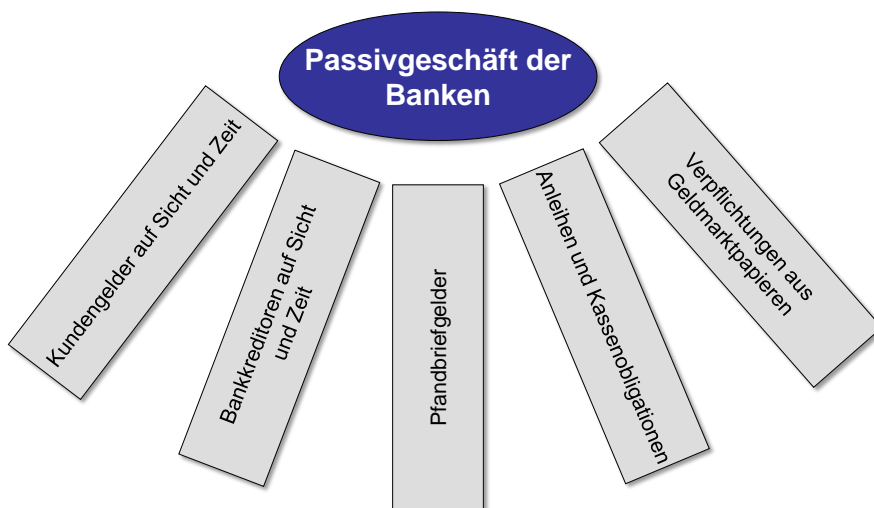 Passivgeschäft der
Banken
Kundengelder auf Sicht und Zeit
Bankkreditoren auf Sicht
und Zeit
Pfandbriefgelder
Anleihen und Kassenobligationen
Verpflichtungen aus
Geldmarktpapieren